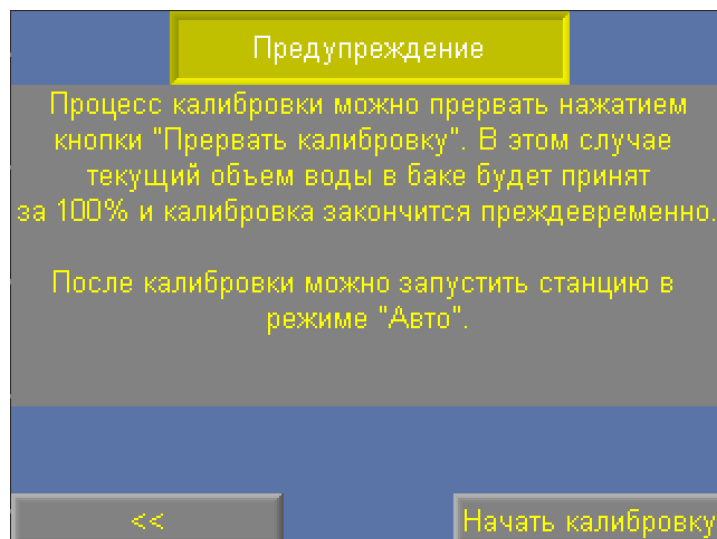 Предупреждение
Процесс калибровки можно прервать нажатием
кнопки "Прервать калибровку". В этом случае
текущий объем воды в баке будет принят
за 100% и калибровка закончится преждевременно.
После калибровки можно запустить станцию в
режиме "Авто".
<<
Начать калибровку